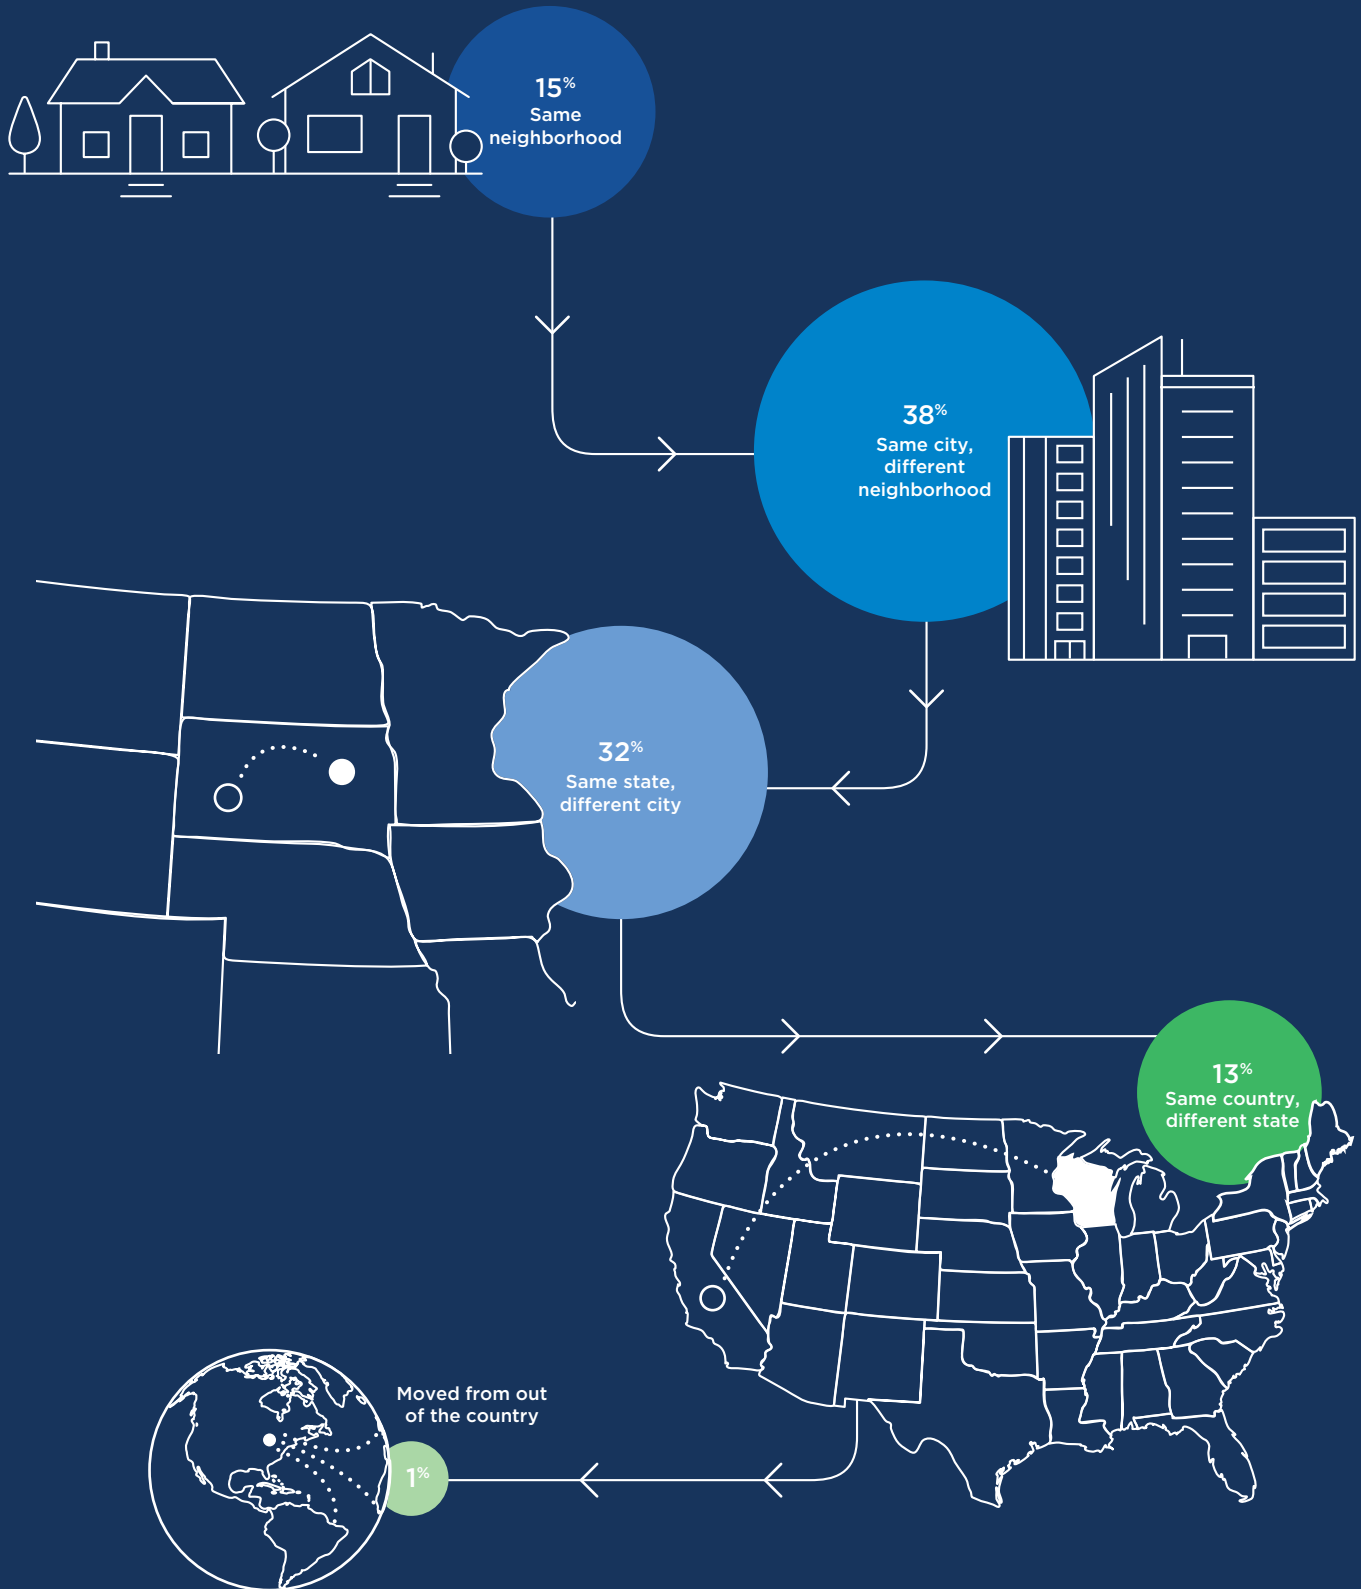 15%
Same
neighborhood
38%
Same city,
different
neighborhood
32%
Same state,
different city
13%
Same country,
different state
Moved from out
of the country
1%